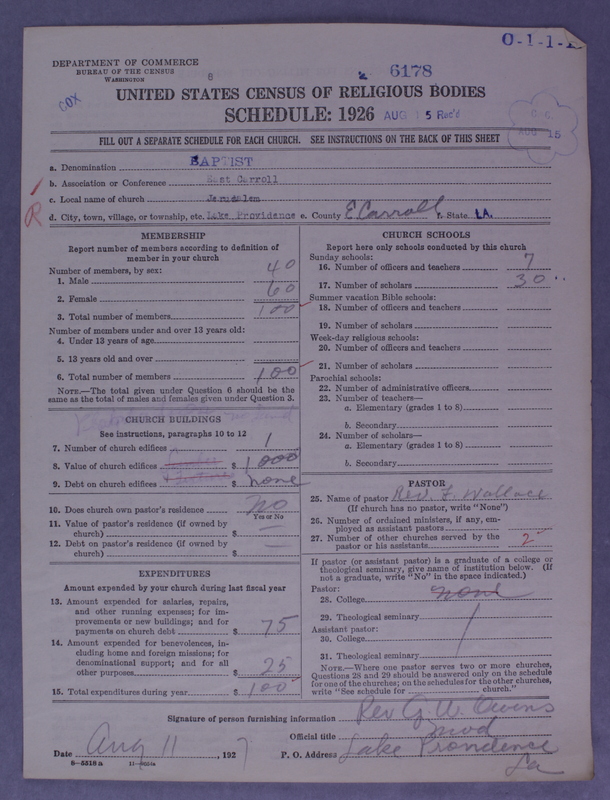 O-1-1-
DEPARTMENT OF COMMERCE
BUREAU OF THE CENSUS
WASHINGTON
8
6178
COX
UNITED STATES CENSUS OF RELIGIOUS BODIES
SCHEDULE: 1926
AUG 15 Rec'd
AUG 15
FILL OUT A SEPARATE SCHEDULE FOR EACH CHURCH. SEE INSTRUCTIONS ON THE BACK OF THIS SHEET
a. Denomination BAPTIST
b. Association or Conference East Carroll
c. Local name of church Jerusalem
R d. City, town, village, or township, etc. Lake Providence e. County E Carroll f. State LA.
MEMBERSHIP
Report number of members according to definition of
member in your church
Number of members, by sex:
1. Male 40
2. Female 60
3. Total number of members 100
Number of members under and over 13 years old:
4. Under 13 years of age
5. 13 years old and over
6. Total number of members 100
NOTE.—The total given under Question 6 should be the
same as the total of males and females given under Question 3.
CHURCH BUILDINGS
See instructions, paragraphs 10 to 12
7. Number of church edifices 1
8. Value of church edifices $ 1000
9. Debt on church edifices $ none
10. Does church own pastor's residence No
Yes or No
11. Value of pastor's residence (if owned by
church) $
12. Debt on pastor's residence (if owned by
church) $
EXPENDITURES
Amount expended by your church during last fiscal year
13. Amount expended for salaries, repairs,
and other running expenses; for im-
provements or new buildings; and for
payments on church debt $ 75
14. Amount expended for benevolences, in-
cluding home and foreign missions; for
denominational support; and for all
other purposes $ 25
15. Total expenditures during year $ 100
CHURCH SCHOOLS
Report here only schools conducted by this church
Sunday schools:
16. Number of officers and teachers 7
17. Number of scholars 30
Summer vacation Bible schools:
18. Number of officers and teachers
19. Number of scholars
Week-day religious schools:
20. Number of officers and teachers
21. Number of scholars
Parochial schools:
22. Number of administrative officers
23. Number of teachers—
a. Elementary (grades 1 to 8)
b. Secondary
24. Number of scholars—
a. Elementary (grades 1 to 8)
b. Secondary
PASTOR
25. Name of pastor Rev. F. Wallace
(If church has no pastor, write "None")
26. Number of ordained ministers, if any, em-
ployed as assistant pastors
27. Number of other churches served by the
pastor or his assistants 2
If pastor (or assistant pastor) is a graduate of a college or
theological seminary, give name of institution below. (If
not a graduate, write "No" in the space indicated.)
Pastor:
28. College none
29. Theological seminary
Assistant pastor:
30. College
31. Theological seminary
NOTE.—Where one pastor serves two or more churches,
Questions 28 and 29 should be answered only on the schedule
for one of the churches; on the schedules for the other churches,
write "See schedule for church."
Signature of person furnishing information Rev G. W. Owens
Official title mod
Date Aug 11, 1927 P. O. Address Lake Providence
La
8—5518a